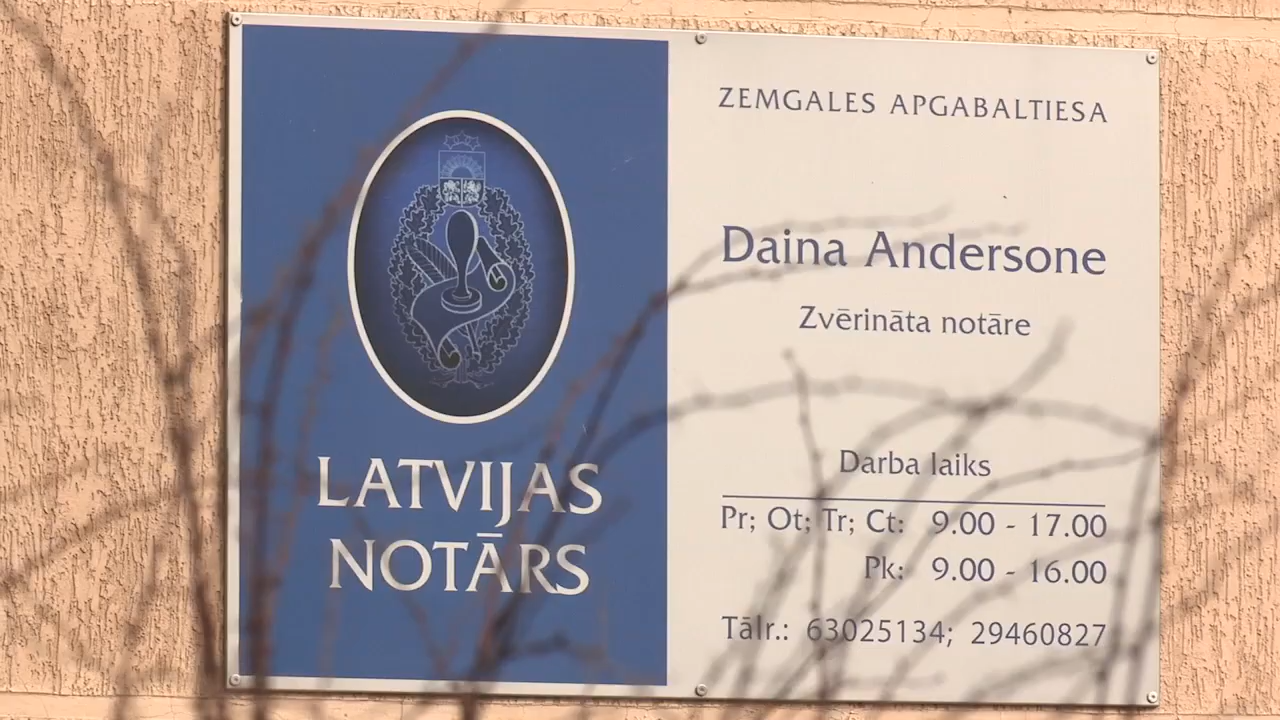 LATVIJAS
NOTĀRS
ZEMGALES APGABALTIESA
Daina Andersone
Zvērināta notāre
Darba laiks
Pr; Ot; Tr; Ct: 9.00 - 17.00
Pk: 9.00 - 16.00
Tālr.: 63025134; 29460827